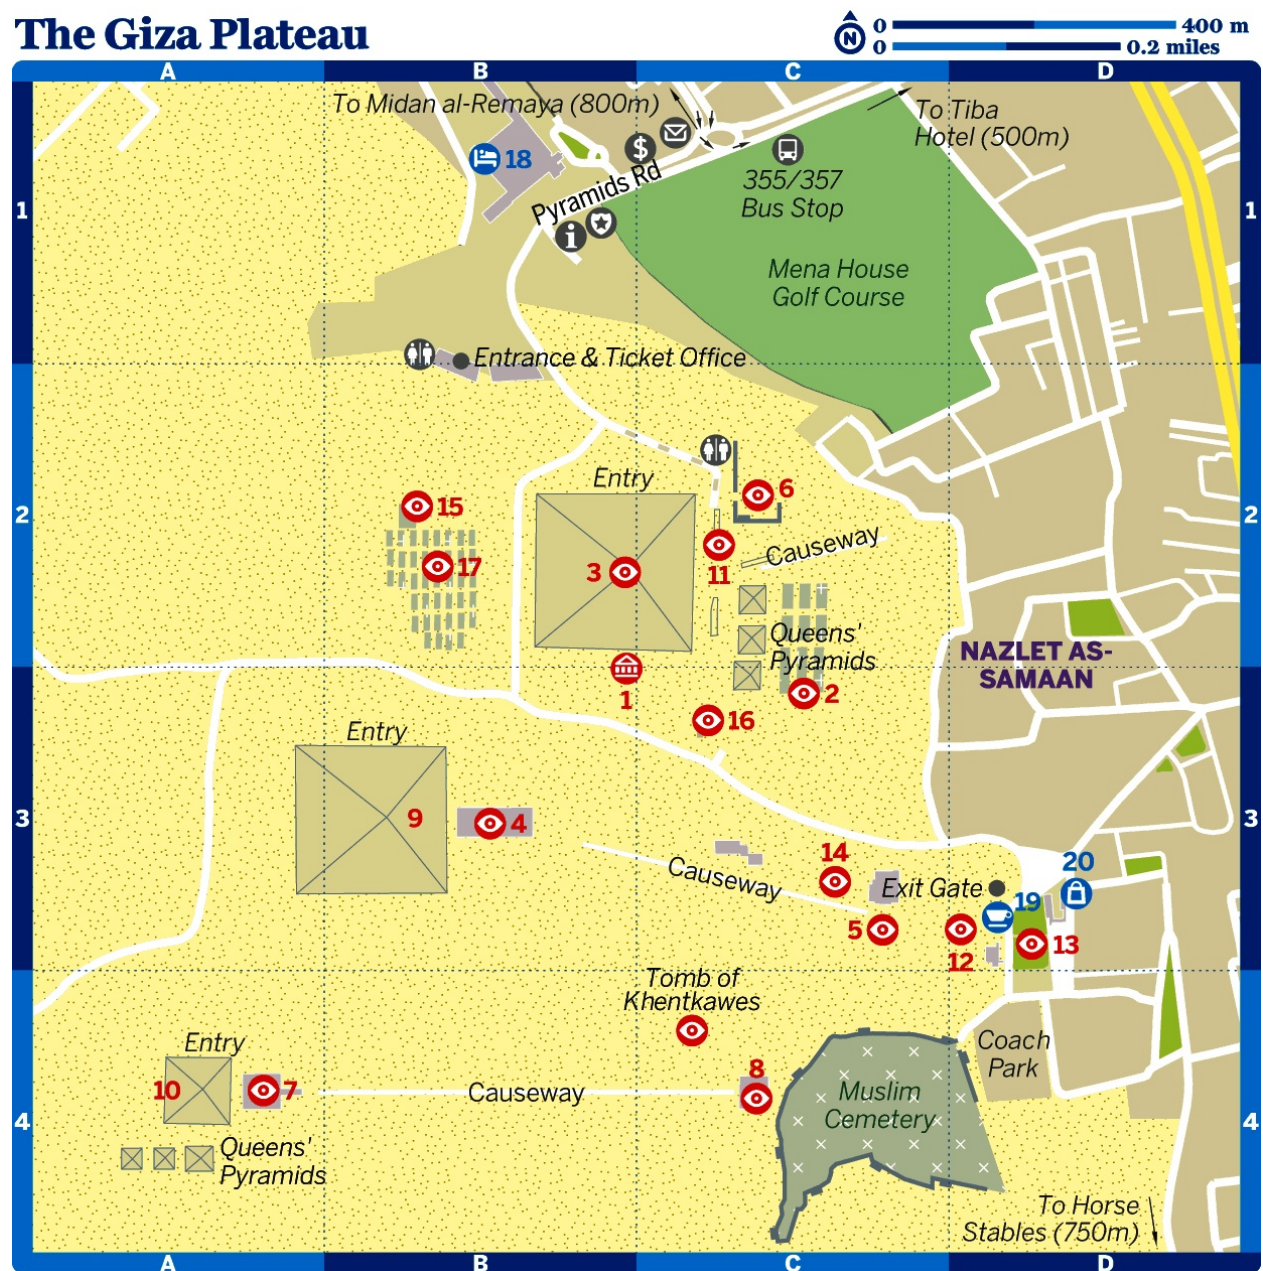 The Giza Plateau
N
0 400 m
0 0.2 miles
A B C D
To Midan al-Remaya (800m)
To Tiba
Hotel (500m)
$
18
Pyramids Rd
355/357
Bus Stop
1 1
i
Mena House
Golf Course
Entrance & Ticket Office
Entry
6
15
2 2
Causeway
17
3
11
Queens'
Pyramids
NAZLET AS-
SAMAAN
1
2
16
Entry
9
4
3 3
14
20
Causeway
Exit Gate
19
5
12
13
Tomb of
Khentkawes
Entry
Coach
Park
8
10
7
Causeway
Muslim
Cemetery
4 4
Queens'
Pyramids
To Horse
Stables (750m)
A B C D